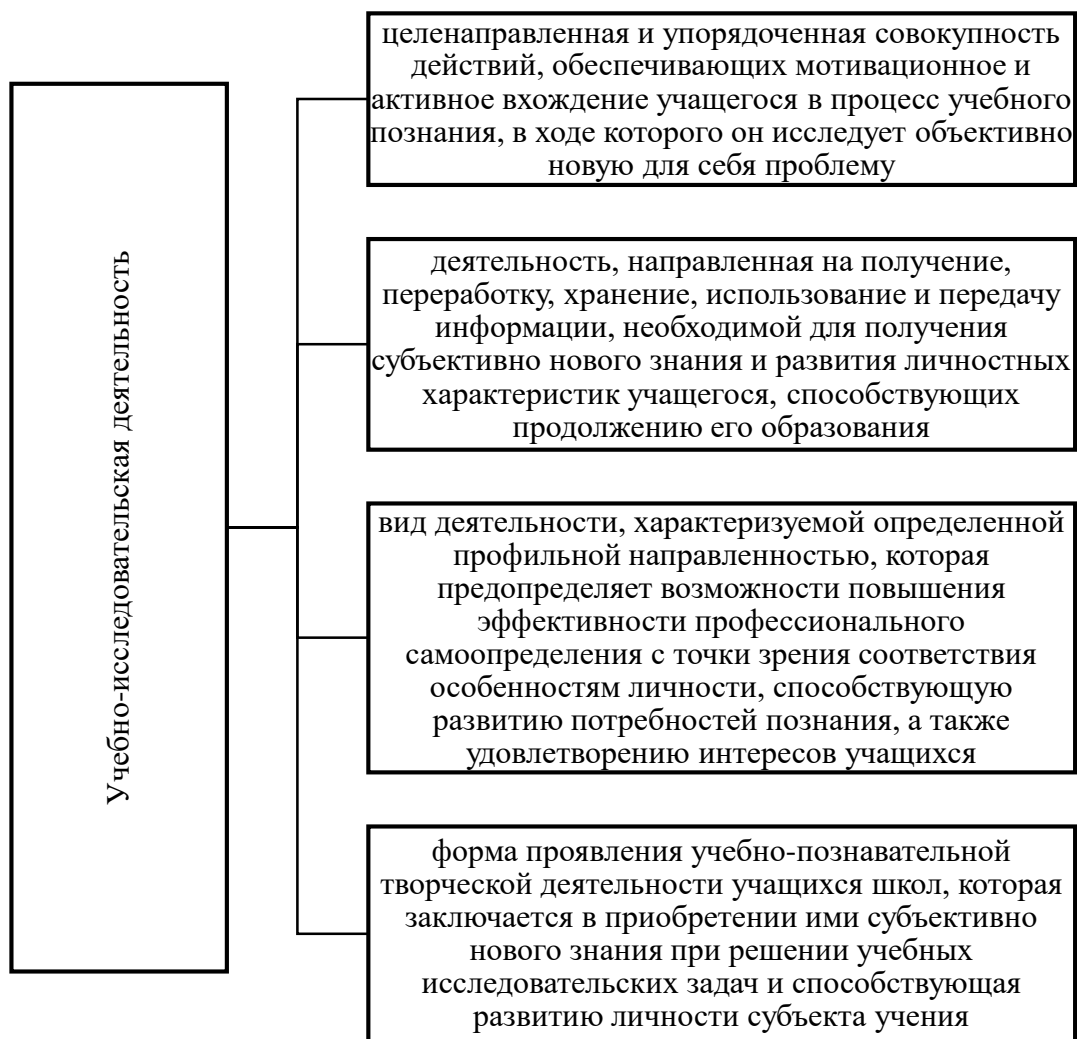 Учебно-исследовательская деятельность
целенаправленная и упорядоченная совокупность
действий, обеспечивающих мотивационное и
активное вхождение учащегося в процесс учебного
познания, в ходе которого он исследует объективно
новую для себя проблему
деятельность, направленная на получение,
переработку, хранение, использование и передачу
информации, необходимой для получения
субъективно нового знания и развития личностных
характеристик учащегося, способствующих
продолжению его образования
вид деятельности, характеризуемой определенной
профильной направленностью, которая
предопределяет возможности повышения
эффективности профессионального
самоопределения с точки зрения соответствия
особенностям личности, способствующую
развитию потребностей познания, а также
удовлетворению интересов учащихся
форма проявления учебно-познавательной
творческой деятельности учащихся школ, которая
заключается в приобретении ими субъективно
нового знания при решении учебных
исследовательских задач и способствующая
развитию личности субъекта учения